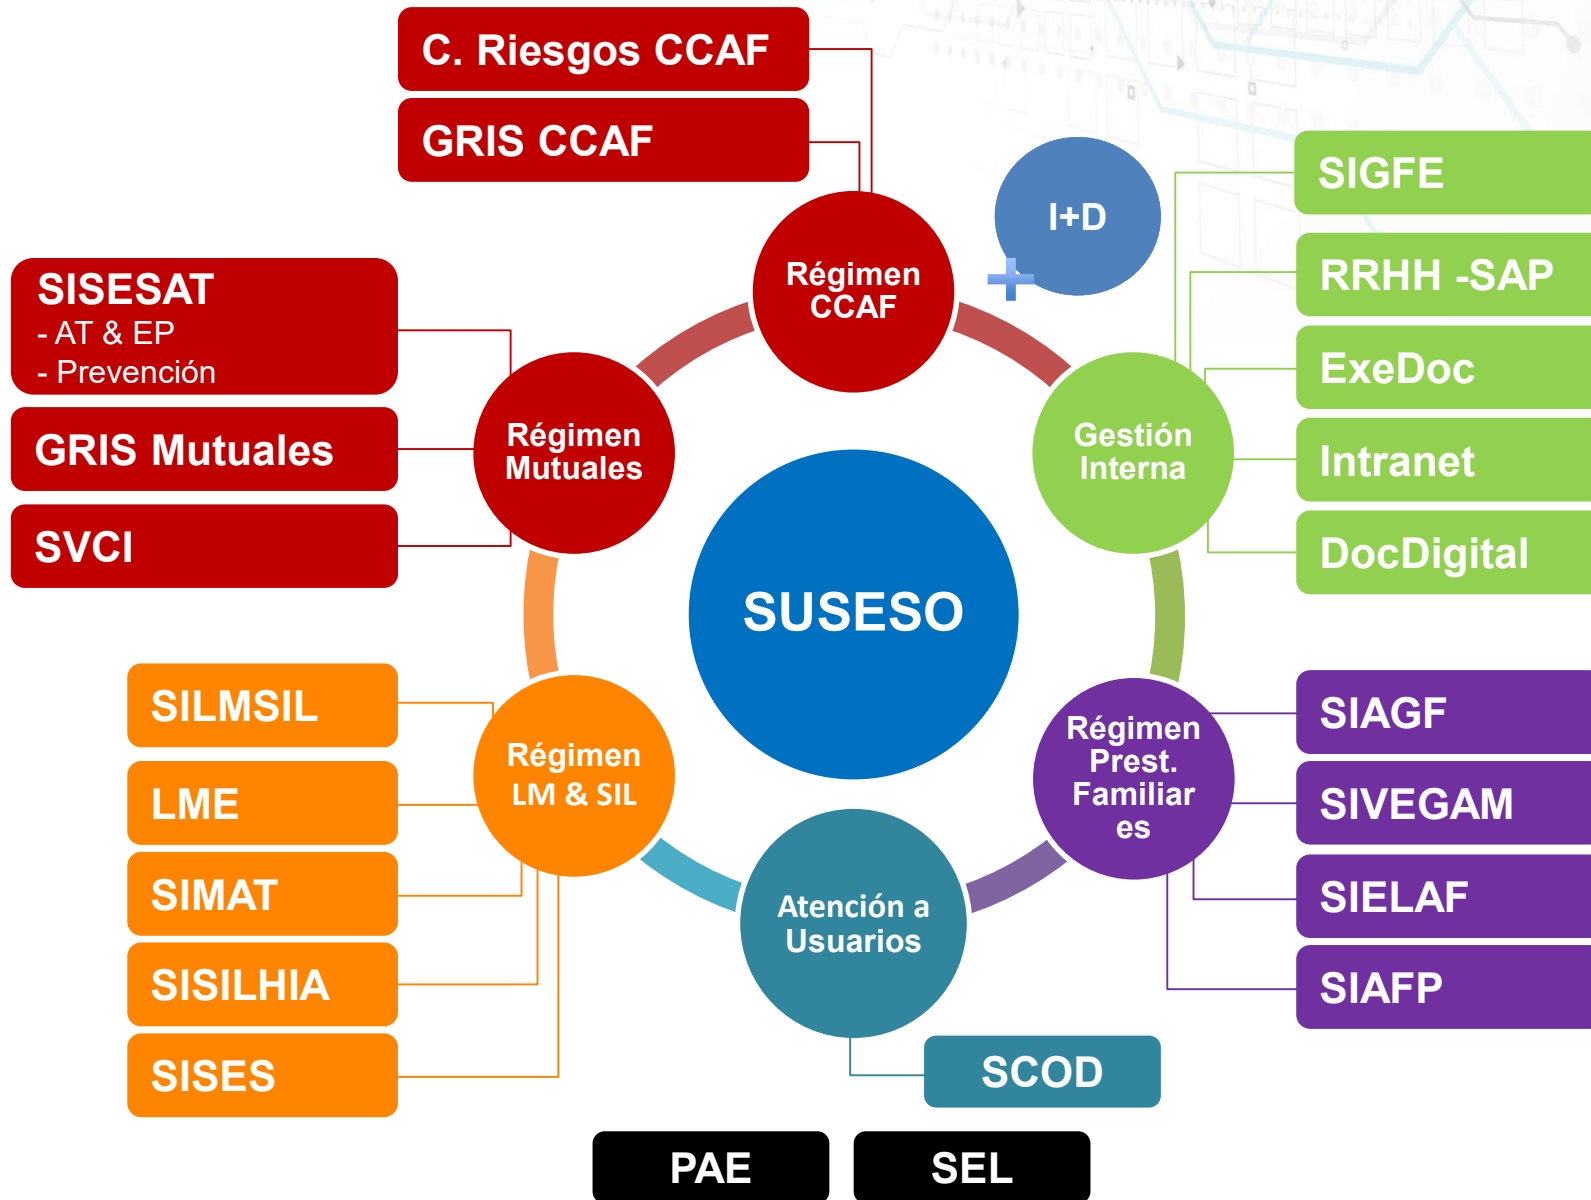 C. Riesgos CCAF
GRIS CCAF
I+D
SIGFE
RRHH -SAP
ExeDoc
Intranet
DocDigital
Régimen
CCAF
SISESAT
- AT & EP
- Prevención
GRIS Mutuales
SVCI
Régimen
Mutuales
Gestión
Interna
SUSESO
SILMSIL
LME
SIMAT
SISILHIA
SISES
Régimen
LM & SIL
Régimen
Prest.
Familiar
es
SIAGF
SIVEGAM
SIELAF
SIAFP
Atención a
Usuarios
SCOD
PAE
SEL